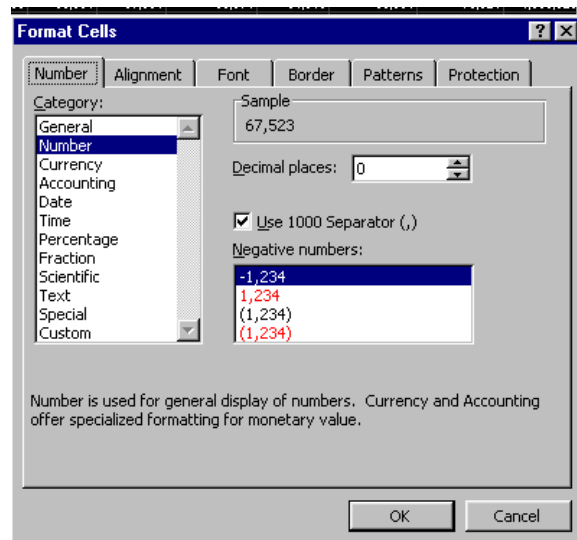 Format Cells
Number Alignment Font Border Patterns Protection
Category:
General
Number
Currency
Accounting
Date
Time
Percentage
Fraction
Scientific
Text
Special
Custom
Sample
67,523
Decimal places: 0
Use 1000 Separator (,)
Negative numbers:
-1,234
1,234
(1,234)
(1,234)
Number is used for general display of numbers. Currency and Accounting
offer specialized formatting for monetary value.
OK Cancel